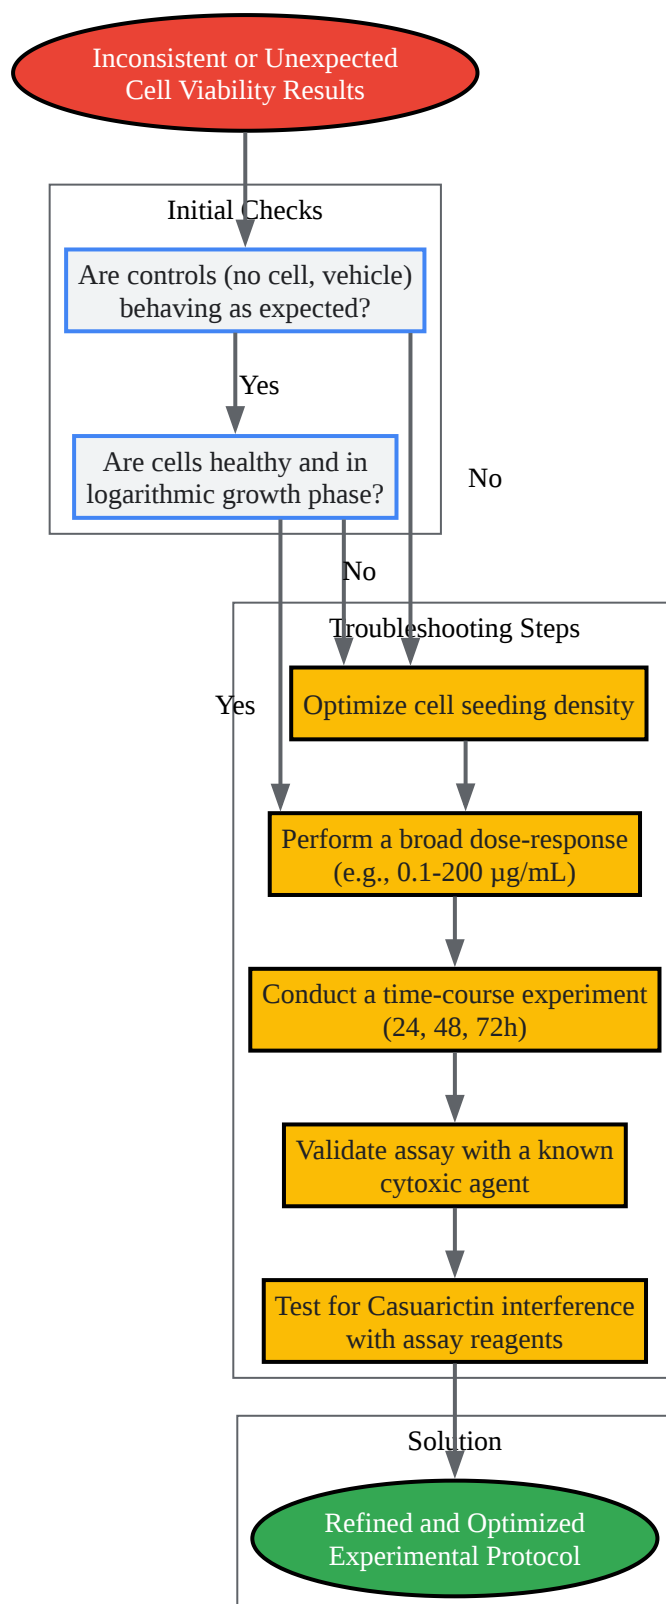 Inconsistent or Unexpected
Cell Viability Results
Initial Checks
Are controls (no cell, vehicle)
behaving as expected?
Yes
Are cells healthy and in
logarithmic growth phase?
No
No
Troubleshooting Steps
Yes
Optimize cell seeding density
Perform a broad dose-response
(e.g., 0.1-200 µg/mL)
Conduct a time-course experiment
(24, 48, 72h)
Validate assay with a known
cytoxic agent
Test for Casuarictin interference
with assay reagents
Solution
Refined and Optimized
Experimental Protocol